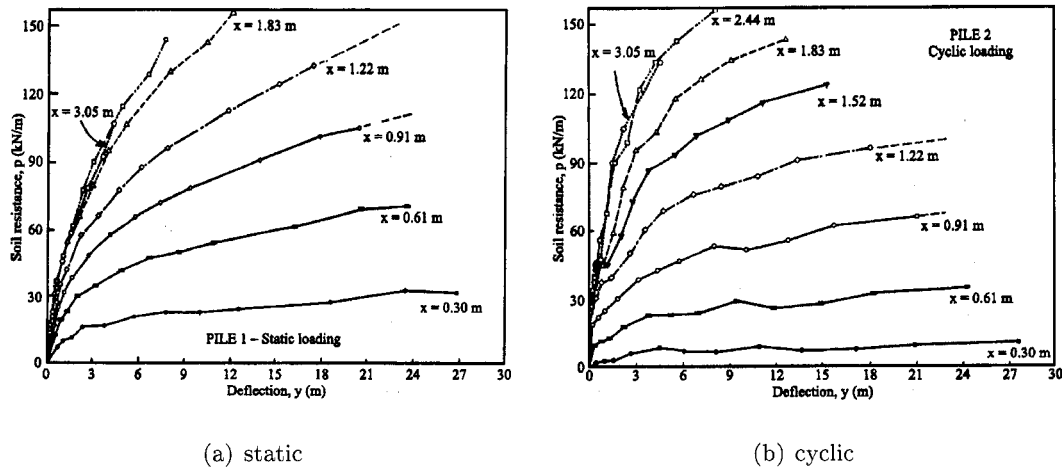 150
120
90
60
30
0
Soil resistance, p (kN/m)
x = 1.83 m
x = 1.22 m
x = 3.05 m
x = 0.91 m
x = 0.61 m
x = 0.30 m
PILE 1 – Static loading
0 3 6 9 12 15 18 21 24 27 30
Deflection, y (m)
(a) static
150
120
90
60
30
0
Soil resistance, p (kN/m)
x = 2.44 m
PILE 2
Cyclic loading
x = 1.83 m
x = 3.05 m
x = 1.52 m
x = 1.22 m
x = 0.91 m
x = 0.61 m
x = 0.30 m
0 3 6 9 12 15 18 21 24 27 30
Deflection, y (m)
(b) cyclic